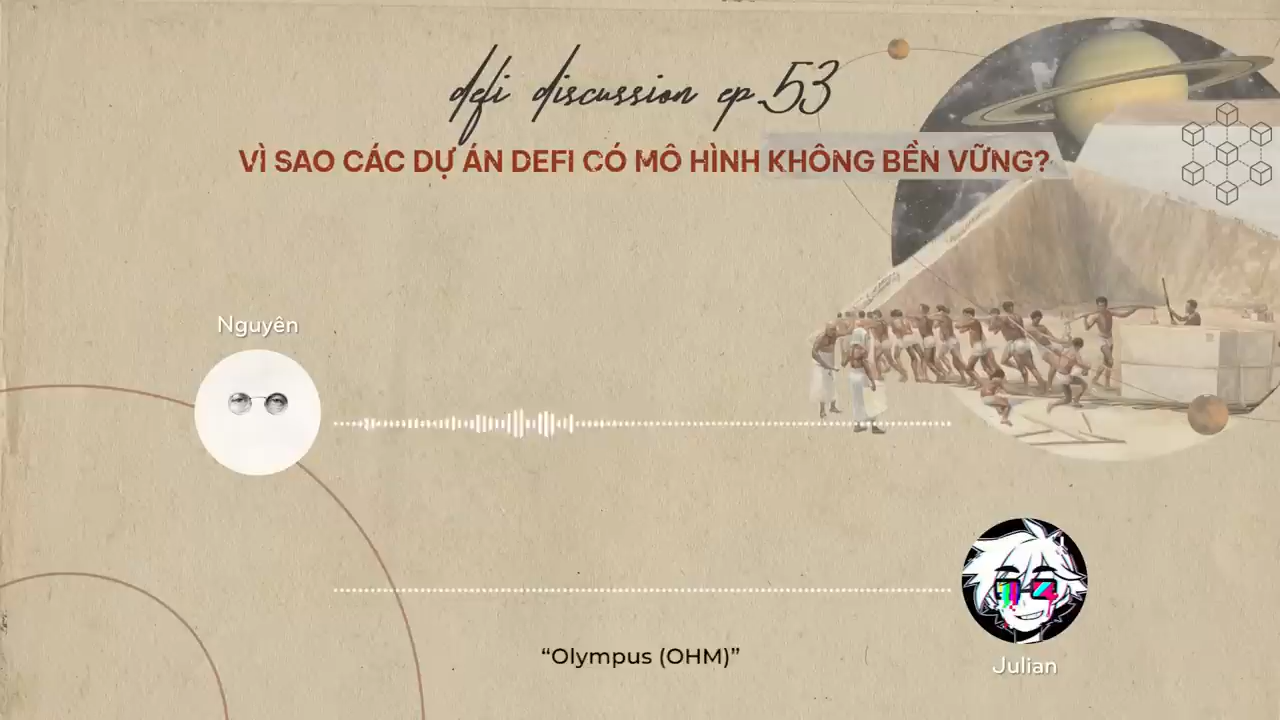 defi discussion ep.53
VÌ SAO CÁC DỰ ÁN DEFI CÓ MÔ HÌNH KHÔNG BỀN VỮNG?
Nguyên
“Olympus (OHM)”
Julian